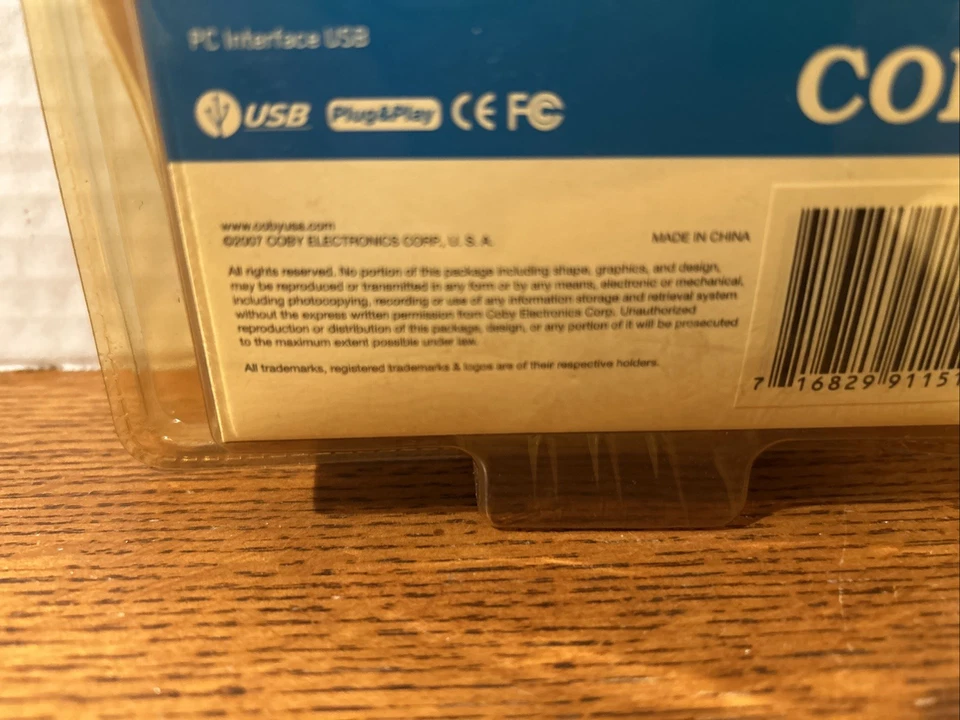 PC Interface USB
USB Plug&Play CE FC
CO
www.cobyusa.com
©2007 COBY ELECTRONICS CORP., U. S. A.
MADE IN CHINA
All rights reserved. No portion of this package including shape, graphics, and design,
may be reproduced or transmitted in any form or by any means, electronic or mechanical,
including photocopying, recording or use of any information storage and retrieval system
without the express written permission from Coby Electronics Corp. Unauthorized
reproduction or distribution of this package, design, or any portion of it will be prosecuted
to the maximum extent possible under law.
All trademarks, registered trademarks & logos are of their respective holders.
7 16829 91151